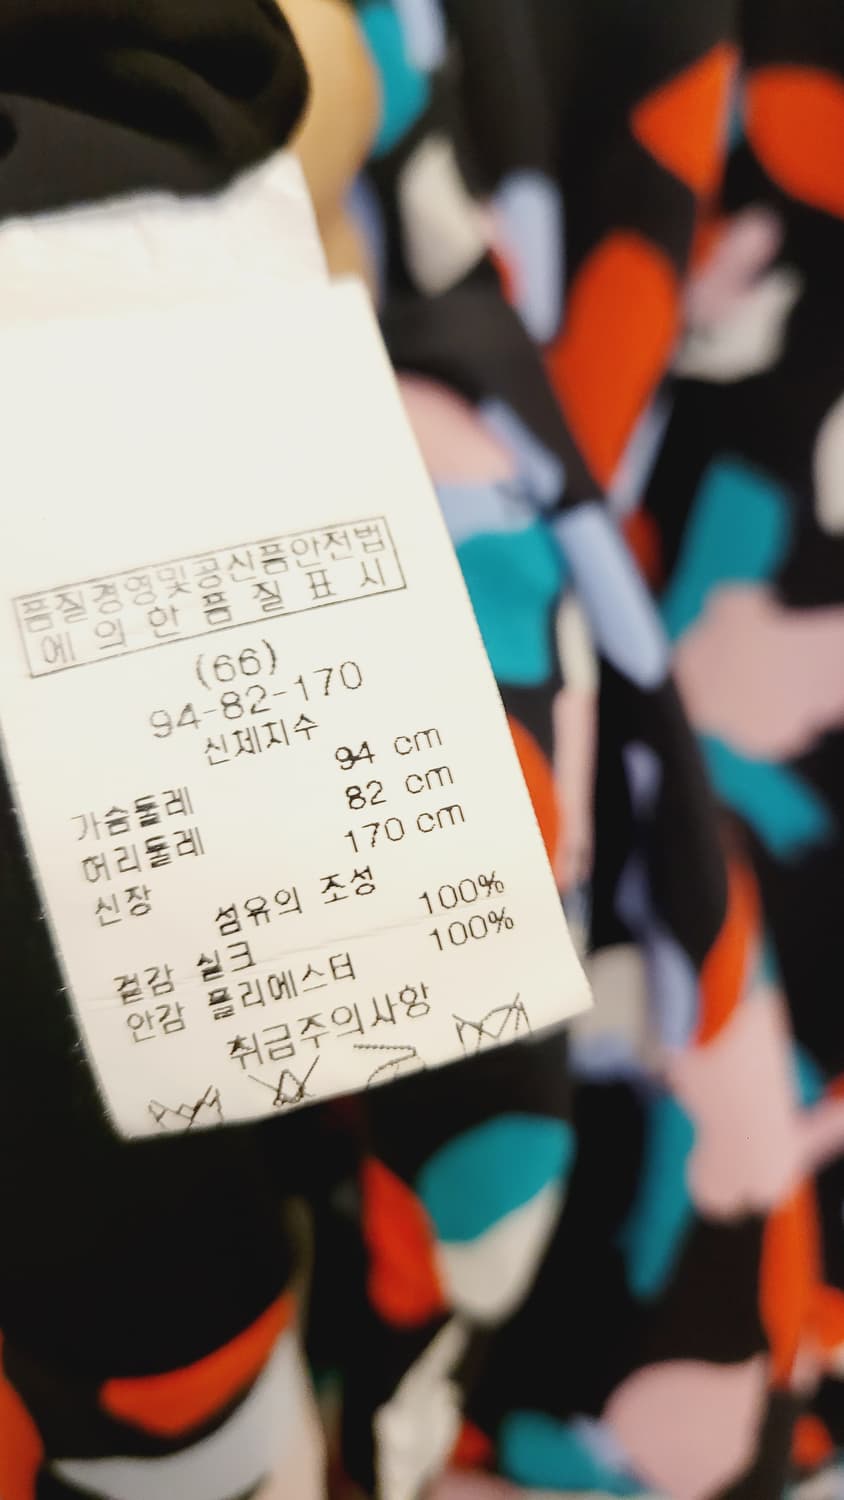 품질경영및공산품안전법
에 의 한 품 질 표 시
(66)
94-82-170
신체치수
가슴둘레 94 cm
허리둘레 82 cm
신장 170 cm
섬유의 조성
겉감 실크 100%
안감 폴리에스터 100%
취급주의사항